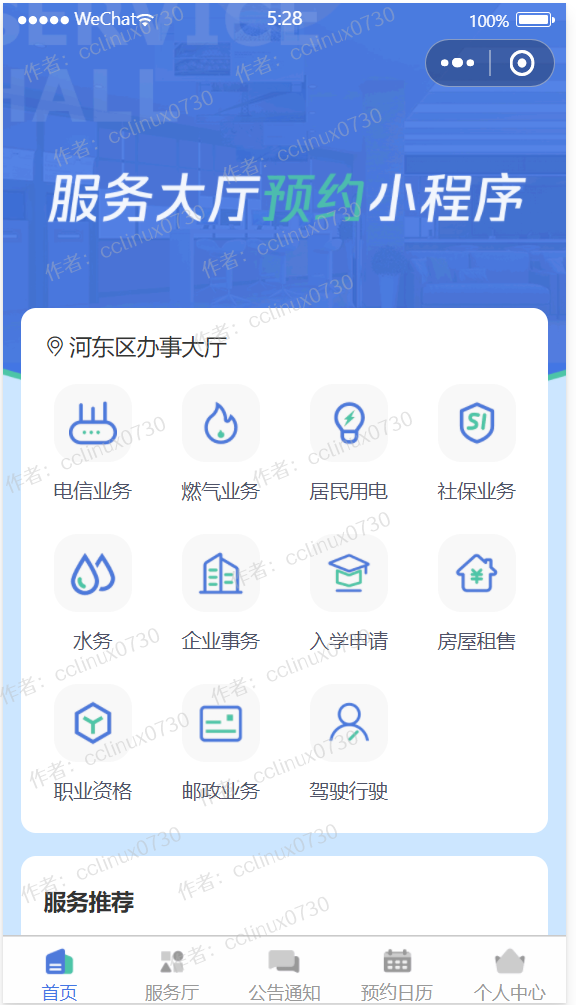 SERVICE
HALL
WeChat 5:28 100%
服务大厅预约小程序
河东区办事大厅
电信业务 燃气业务 居民用电 社保业务
SI
水务 企业事务 入学申请 房屋租售
¥
职业资格 邮政业务 驾驶行驶
服务推荐
首页 服务厅 公告通知 预约日历 个人中心
作者：cclinux0730